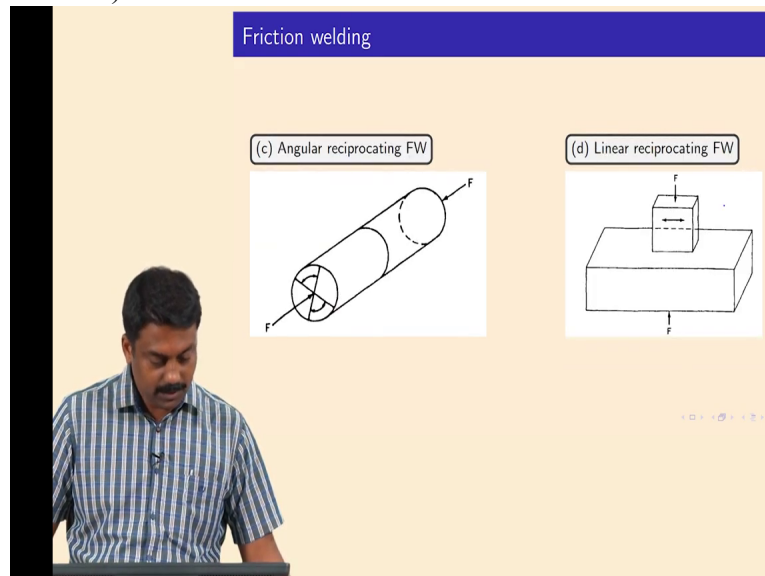 Friction welding
(c) Angular reciprocating FW
(d) Linear reciprocating FW
F
F
F
F